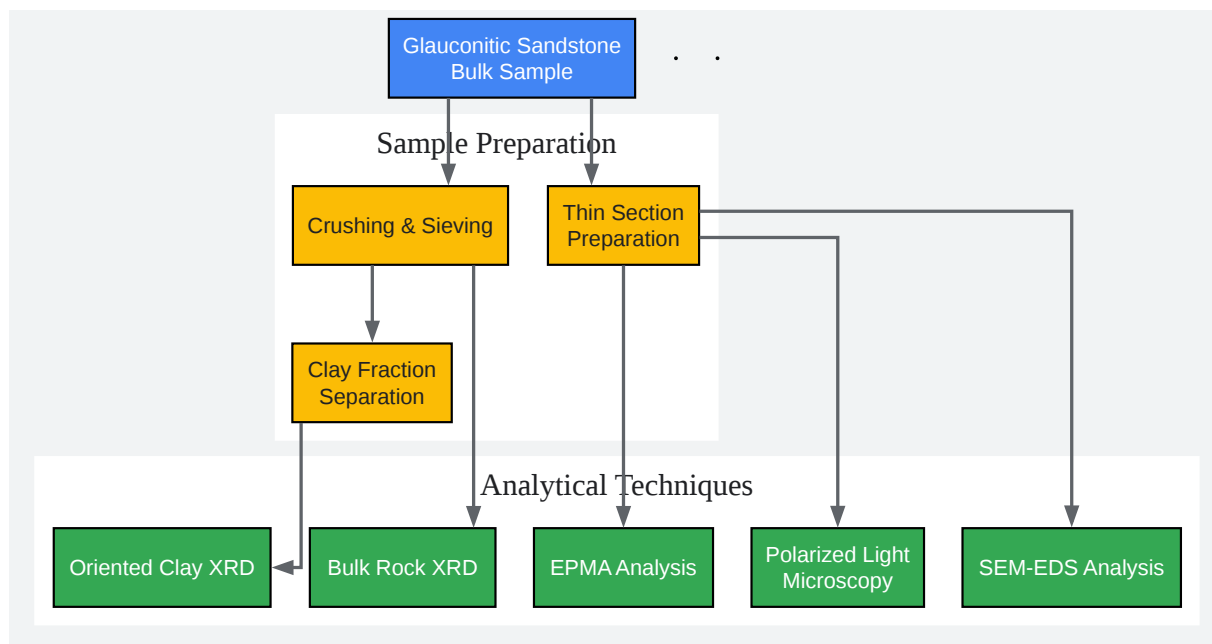 Glauconitic Sandstone
Bulk Sample
. .
Sample Preparation
Crushing & Sieving
Thin Section
Preparation
Clay Fraction
Separation
Analytical Techniques
Oriented Clay XRD
Bulk Rock XRD
EPMA Analysis
Polarized Light
Microscopy
SEM-EDS Analysis